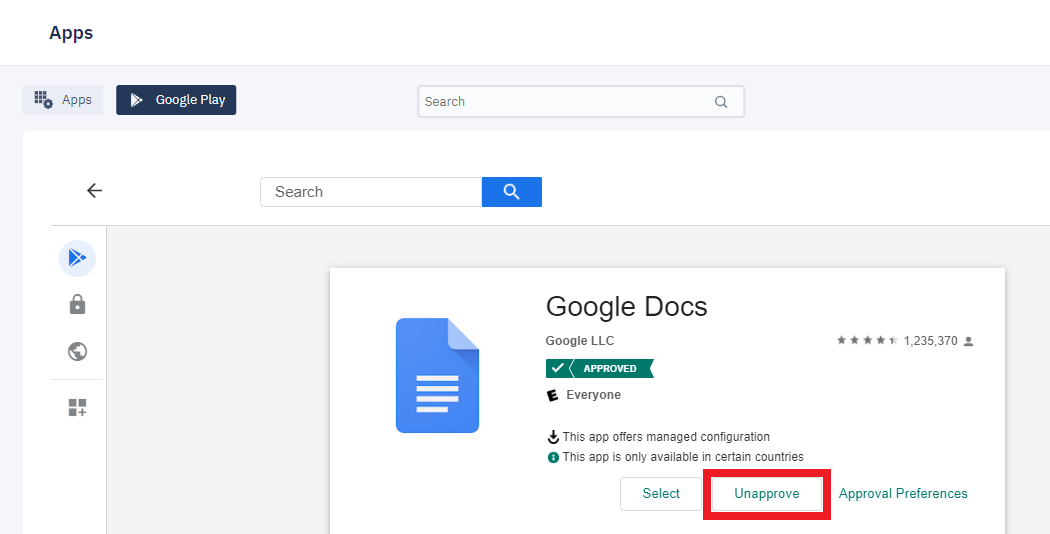 Apps
Apps
Google Play
Search
Search
Google Docs
Google LLC
1,235,370
APPROVED
E Everyone
This app offers managed configuration
This app is only available in certain countries
Select
Unapprove
Approval Preferences